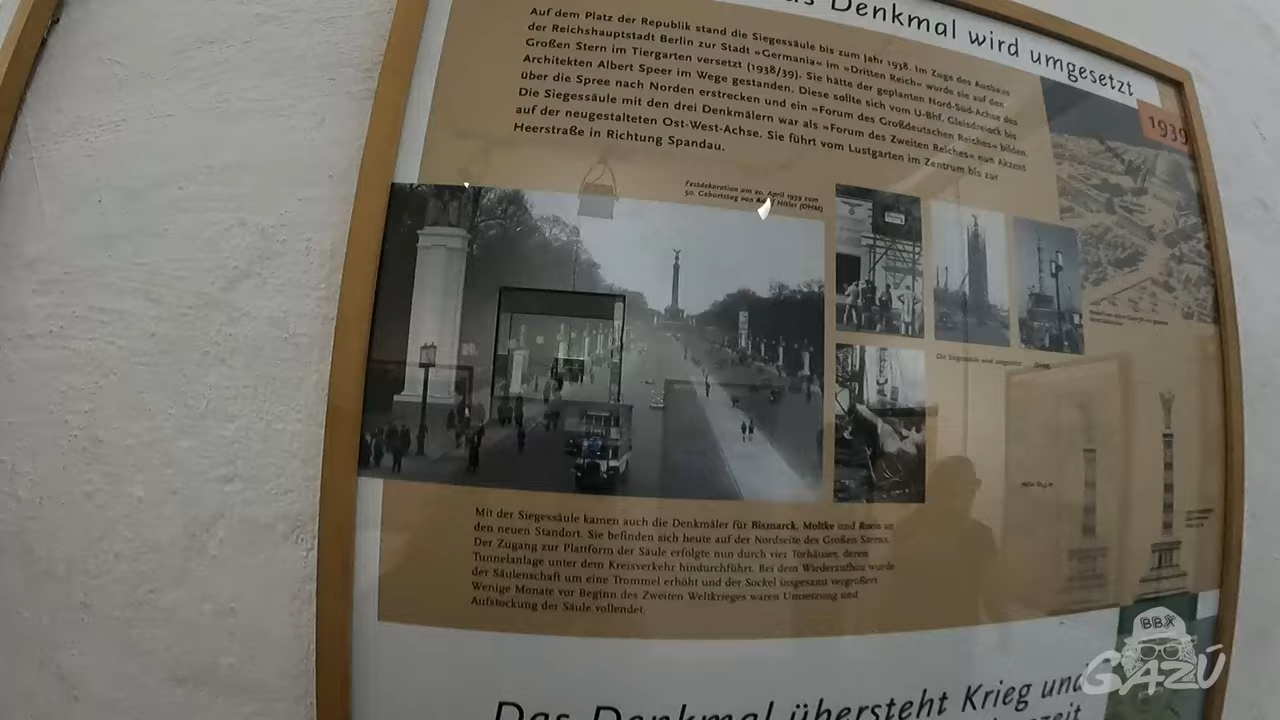 as Denkmal wird umgesetzt
1939
Auf dem Platz der Republik stand die Siegessäule bis zum Jahr 1938. Im Zuge des Ausbaus
der Reichshauptstadt Berlin zur Stadt »Germania« im »Dritten Reich« wurde sie auf den
Großen Stern im Tiergarten versetzt (1938/39). Sie hätte der geplanten Nord-Süd-Achse des
Architekten Albert Speer im Wege gestanden. Diese sollte sich vom U-Bhf. Gleisdreieck bis
über die Spree nach Norden erstrecken und ein »Forum des Großdeutschen Reiches« bilden.
Die Siegessäule mit den drei Denkmälern war als »Forum des Zweiten Reiches« nun Akzent
auf der neugestalteten Ost-West-Achse. Sie führt vom Lustgarten im Zentrum bis zur
Heerstraße in Richtung Spandau.
Festdekoration am 20. April 1939 zum
50. Geburtstag von Adolf Hitler (DHM)
Die Siegessäule wird umgesetzt
Mit der Siegessäule kamen auch die Denkmäler für Bismarck, Moltke und Roon an
den neuen Standort. Sie befinden sich heute auf der Nordseite des Großen Sterns.
Der Zugang zur Plattform der Säule erfolgte nun durch vier Torhäuser, deren
Tunnelanlage unter dem Kreisverkehr hindurchführt. Bei dem Wiederaufbau wurde
der Säulenschaft um eine Trommel erhöht und der Sockel insgesamt vergrößert.
Wenige Monate vor Beginn des Zweiten Weltkrieges waren Umsetzung und
Aufstockung der Säule vollendet.
Das Denkmal übersteht Krieg und
BBX
GAZÚ